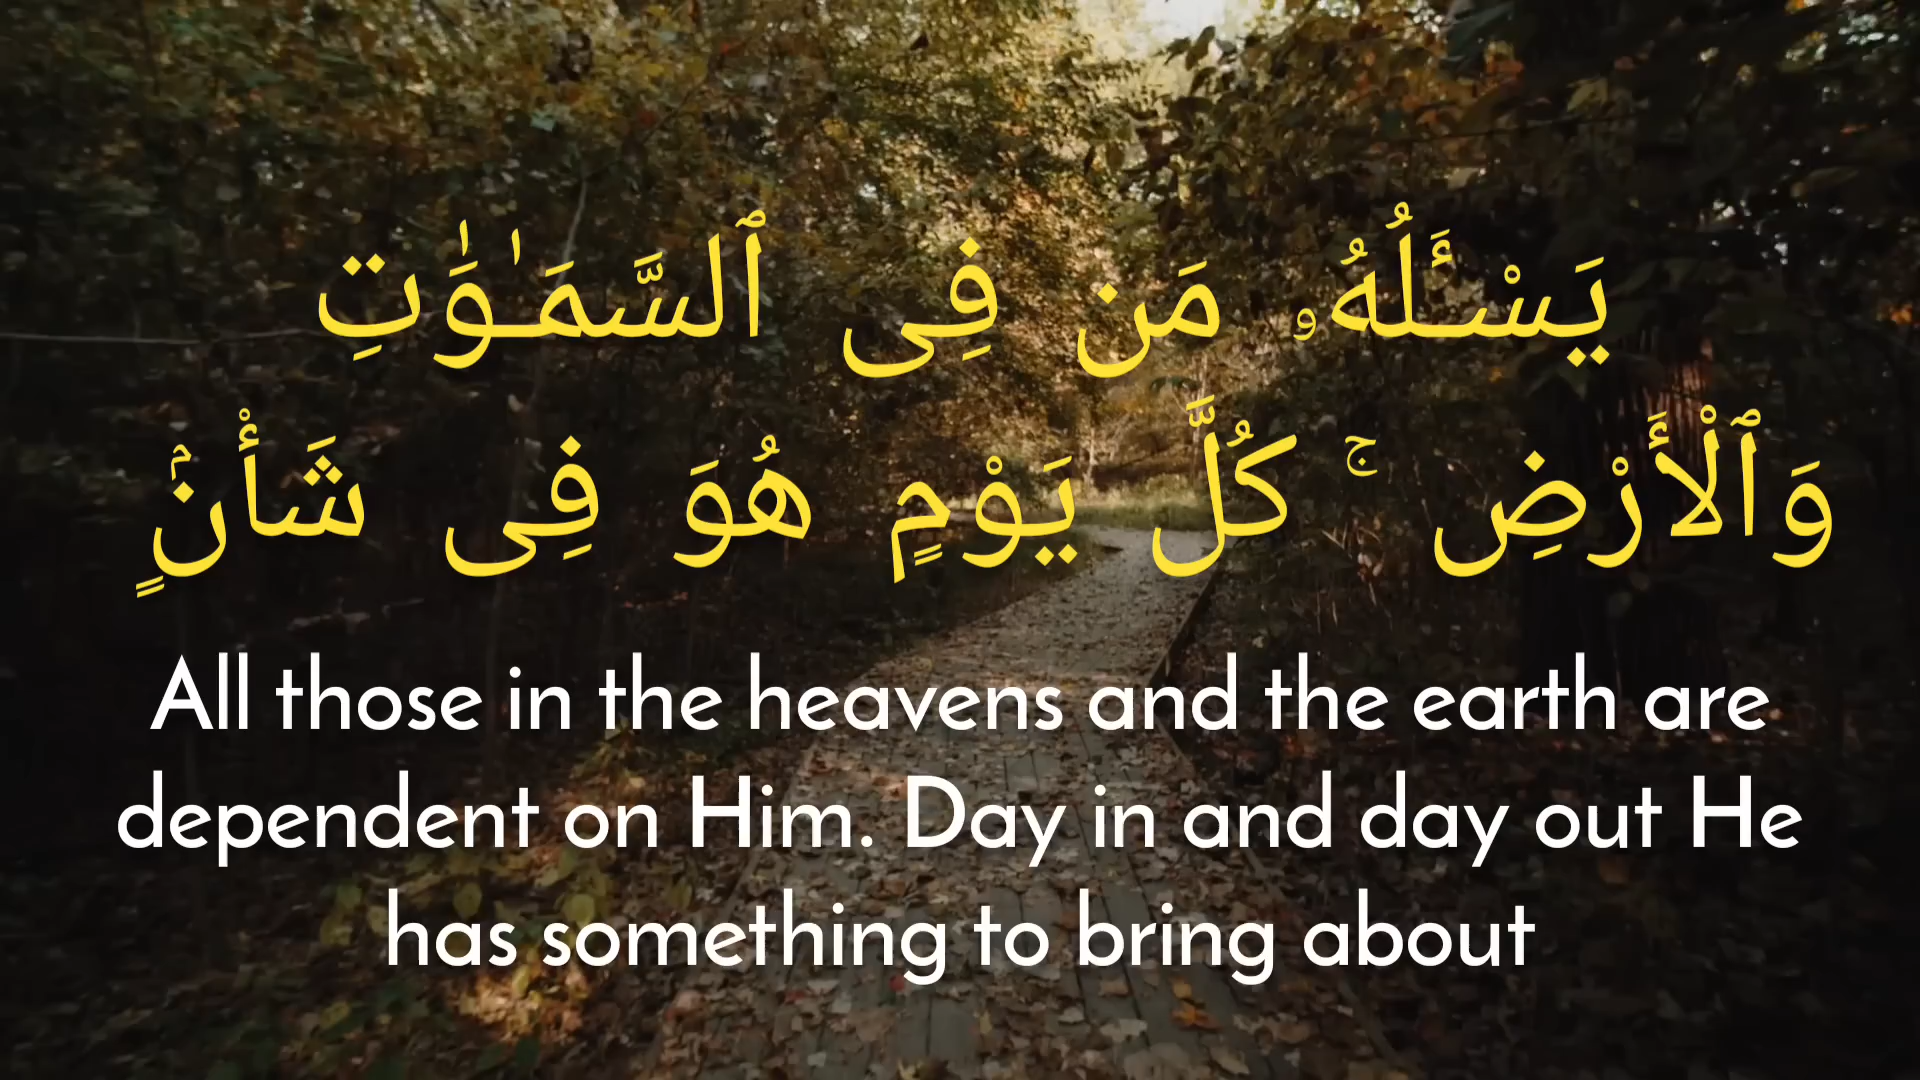 يَسْـَٔلُهُۥ مَن فِى ٱلسَّمَـٰوَٰتِ
وَٱلْأَرْضِ ۚ كُلَّ يَوْمٍ هُوَ فِى شَأْنٍۢ
All those in the heavens and the earth are
dependent on Him. Day in and day out He
has something to bring about